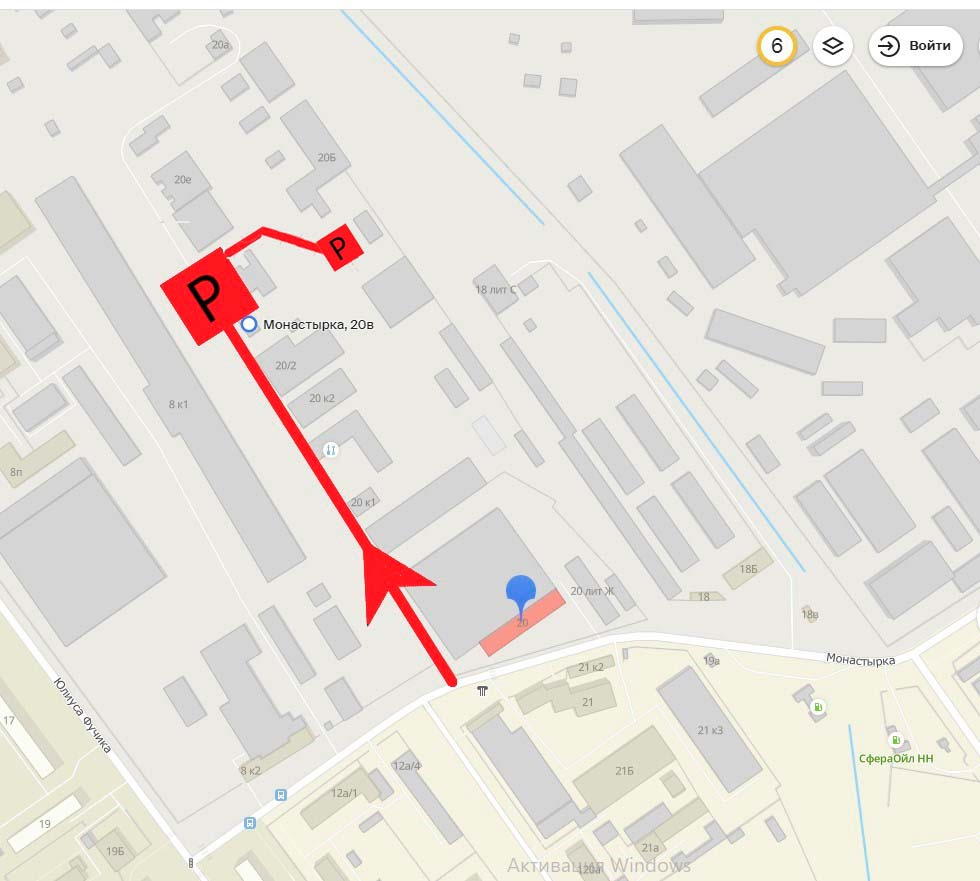 6
Войти
20а
20Б
20е
P
P
18 лит С
Монастырка, 20в
20/2
20 к2
8 к1
8п
20 к1
18Б
20 лит Ж
18
18в
20
Монастырка
19а
21 к2
21
Юлиуса Фучика
17
21 к3
СфераОйл НН
8 к2
12а/4
21Б
12а/1
19
19Б
21а
120а
Активация Windows